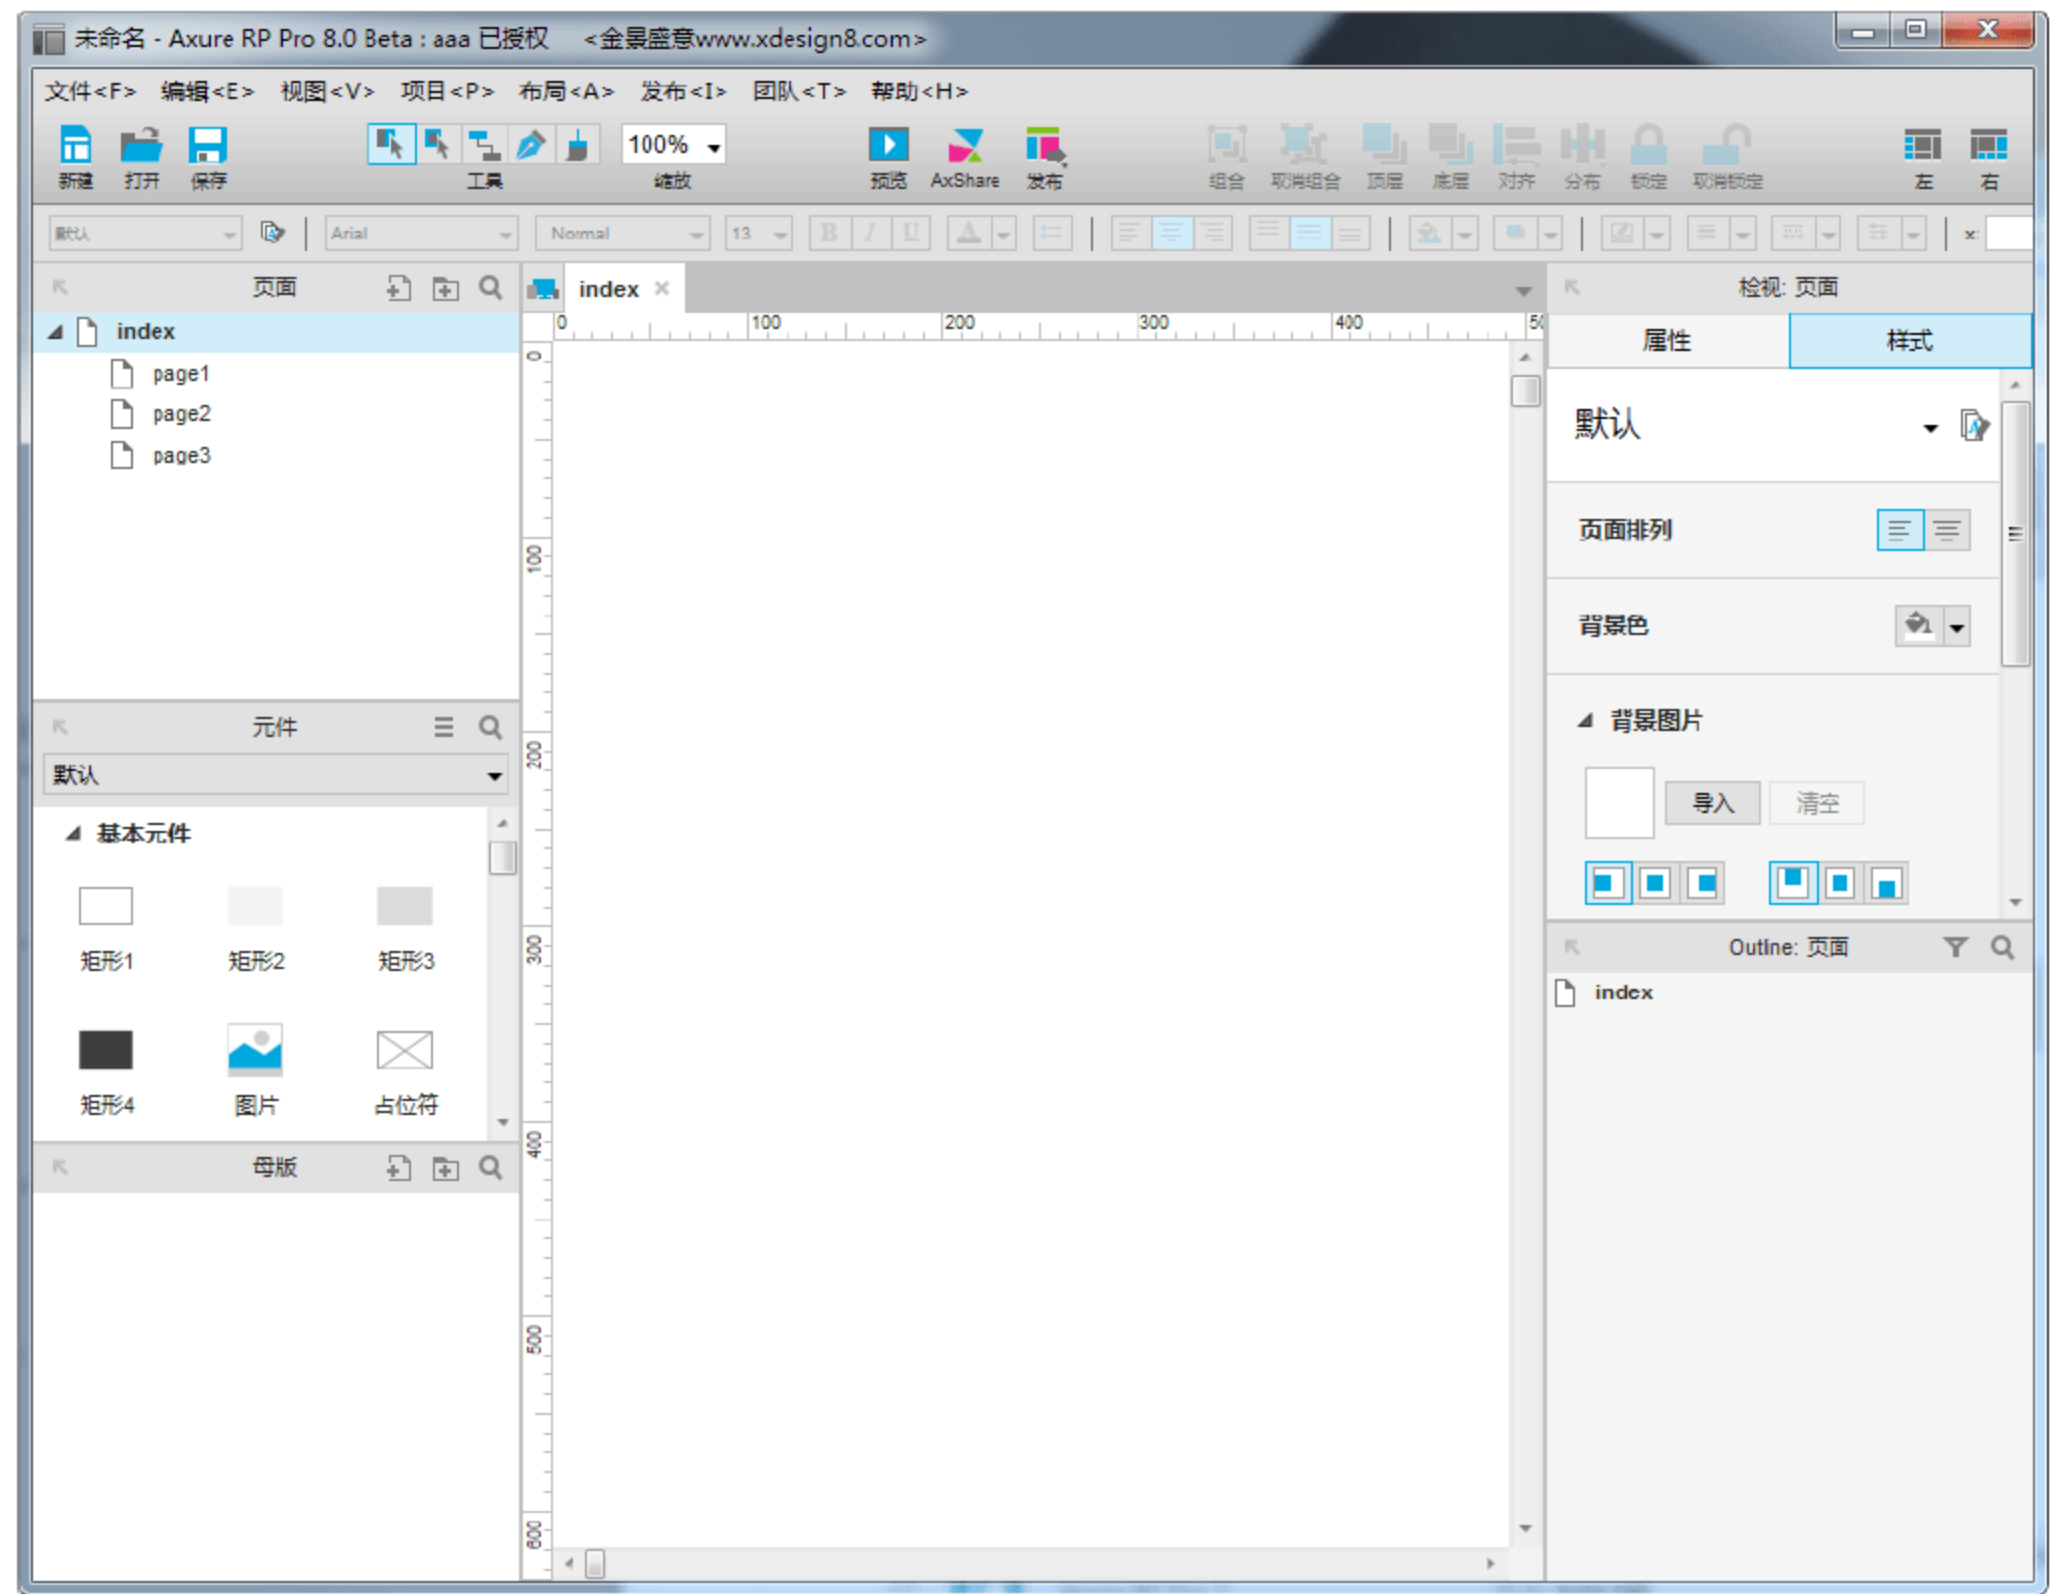 未命名 - Axure RP Pro 8.0 Beta : aaa 已授权 <金景盛意www.xdesign8.com>
文件<F> 编辑<E> 视图<V> 项目<P> 布局<A> 发布<I> 团队<T> 帮助<H>
100%
新建 打开 保存 工具 缩放 预览 AxShare 发布 组合 取消组合 顶层 底层 对齐 分布 锁定 取消锁定 左 右
默认 Arial Normal 13 B I U A x:
页面
index
page1
page2
page3
元件
默认
基本元件
矩形1 矩形2 矩形3
矩形4 图片 占位符
母版
index
0 100 200 300 400 50
0
100
200
300
400
500
600
检视: 页面
属性 样式
默认
页面排列
背景色
背景图片
导入 清空
Outline: 页面
index